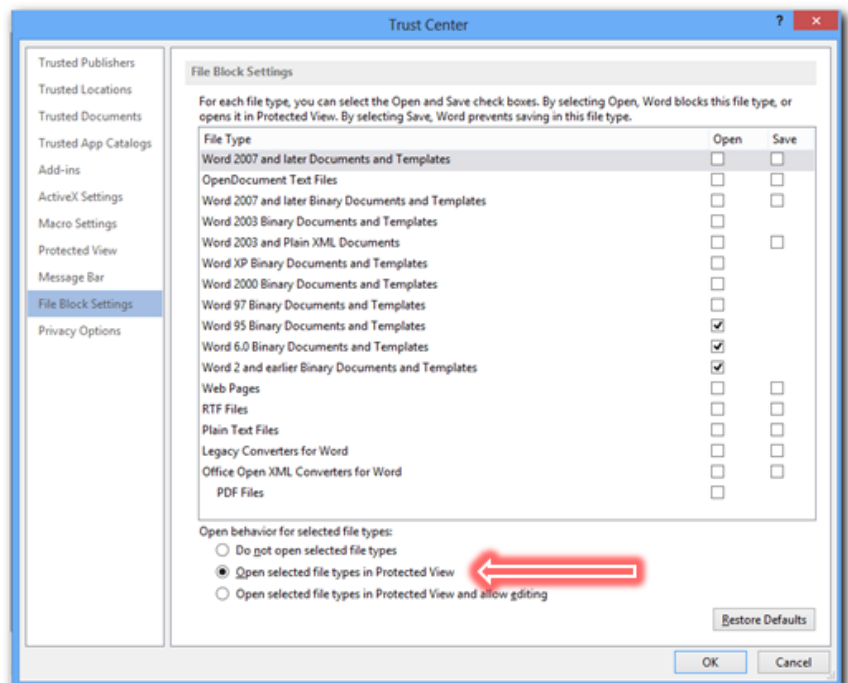 Trust Center
?
Trusted Publishers
Trusted Locations
Trusted Documents
Trusted App Catalogs
Add-ins
ActiveX Settings
Macro Settings
Protected View
Message Bar
File Block Settings
Privacy Options
File Block Settings
For each file type, you can select the Open and Save check boxes. By selecting Open, Word blocks this file type, or
opens it in Protected View. By selecting Save, Word prevents saving in this file type.
File Type Open Save
Word 2007 and later Documents and Templates
OpenDocument Text Files
Word 2007 and later Binary Documents and Templates
Word 2003 Binary Documents and Templates
Word 2003 and Plain XML Documents
Word XP Binary Documents and Templates
Word 2000 Binary Documents and Templates
Word 97 Binary Documents and Templates
Word 95 Binary Documents and Templates
Word 6.0 Binary Documents and Templates
Word 2 and earlier Binary Documents and Templates
Web Pages
RTF Files
Plain Text Files
Legacy Converters for Word
Office Open XML Converters for Word
PDF Files
Open behavior for selected file types:
Do not open selected file types
Open selected file types in Protected View
Open selected file types in Protected View and allow editing
Restore Defaults
OK Cancel